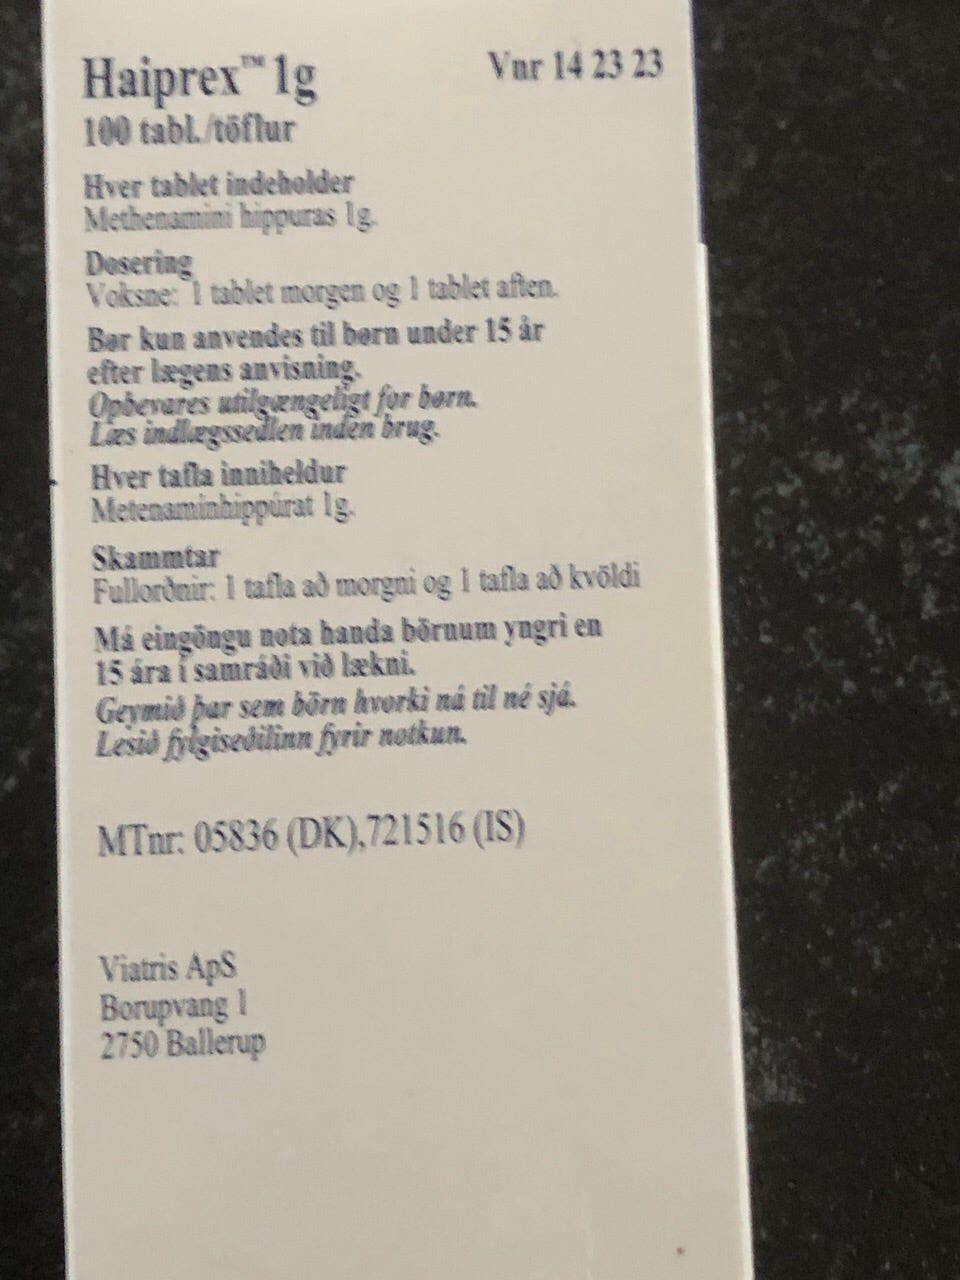 Haiprex™ 1g
Vnr 14 23 23
100 tabl./töflur
Hver tablet indeholder
Methenamini hippuras 1g.
Dosering
Voksne: 1 tablet morgen og 1 tablet aften.
Bør kun anvendes til børn under 15 år
efter lægens anvisning.
Opbevares utilgængeligt for børn.
Læs indlægssedlen inden brug.
Hver tafla inniheldur
Metenamínhippúrat 1g.
Skammtar
Fullorðnir: 1 tafla að morgni og 1 tafla að kvöldi
Má eingöngu nota handa börnum yngri en
15 ára í samráði við lækni.
Geymið þar sem börn hvorki ná til né sjá.
Lesið fylgiseðilinn fyrir notkun.
MTnr: 05836 (DK),721516 (IS)
Viatris ApS
Borupvang 1
2750 Ballerup